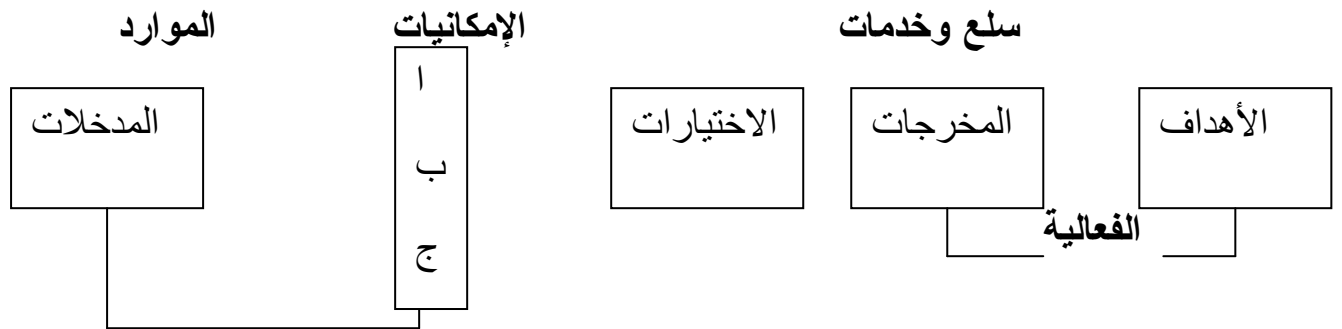 سلع وخدمات الإمكانيات الموارد
الأهداف المخرجات الاختيارات ا المدخلات
ب
الفعالية
ج